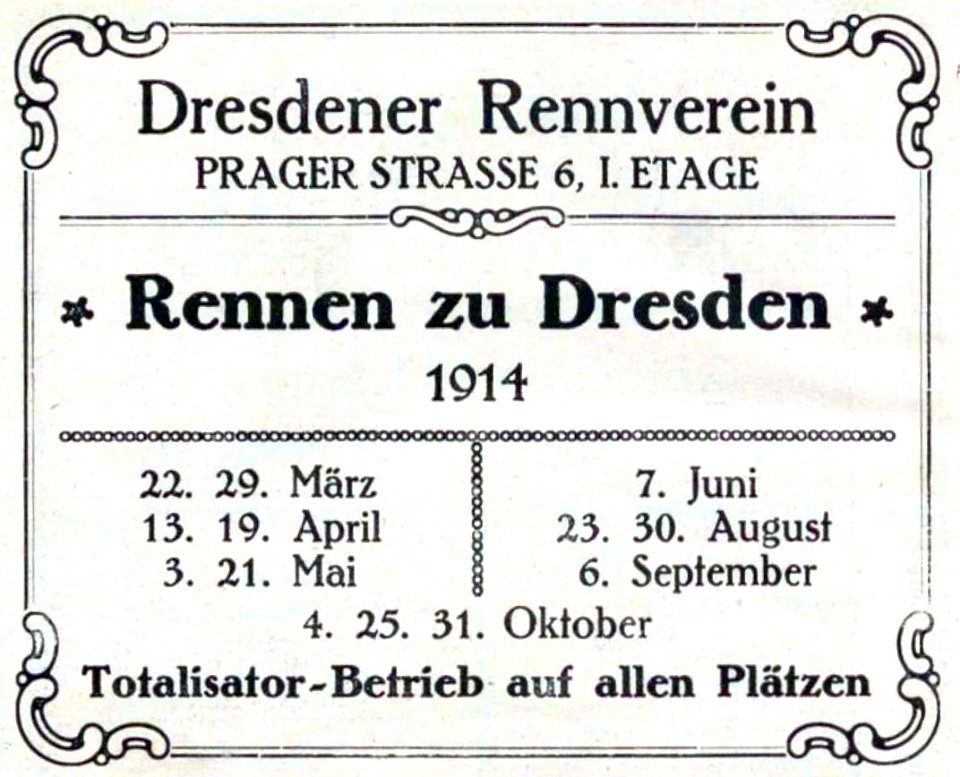 Dresdener Rennverein
PRAGER STRASSE 6, I. ETAGE
Rennen zu Dresden
1914
22. 29. März
13. 19. April
3. 21. Mai
7. Juni
23. 30. August
6. September
4. 25. 31. Oktober
Totalisator-Betrieb auf allen Plätzen